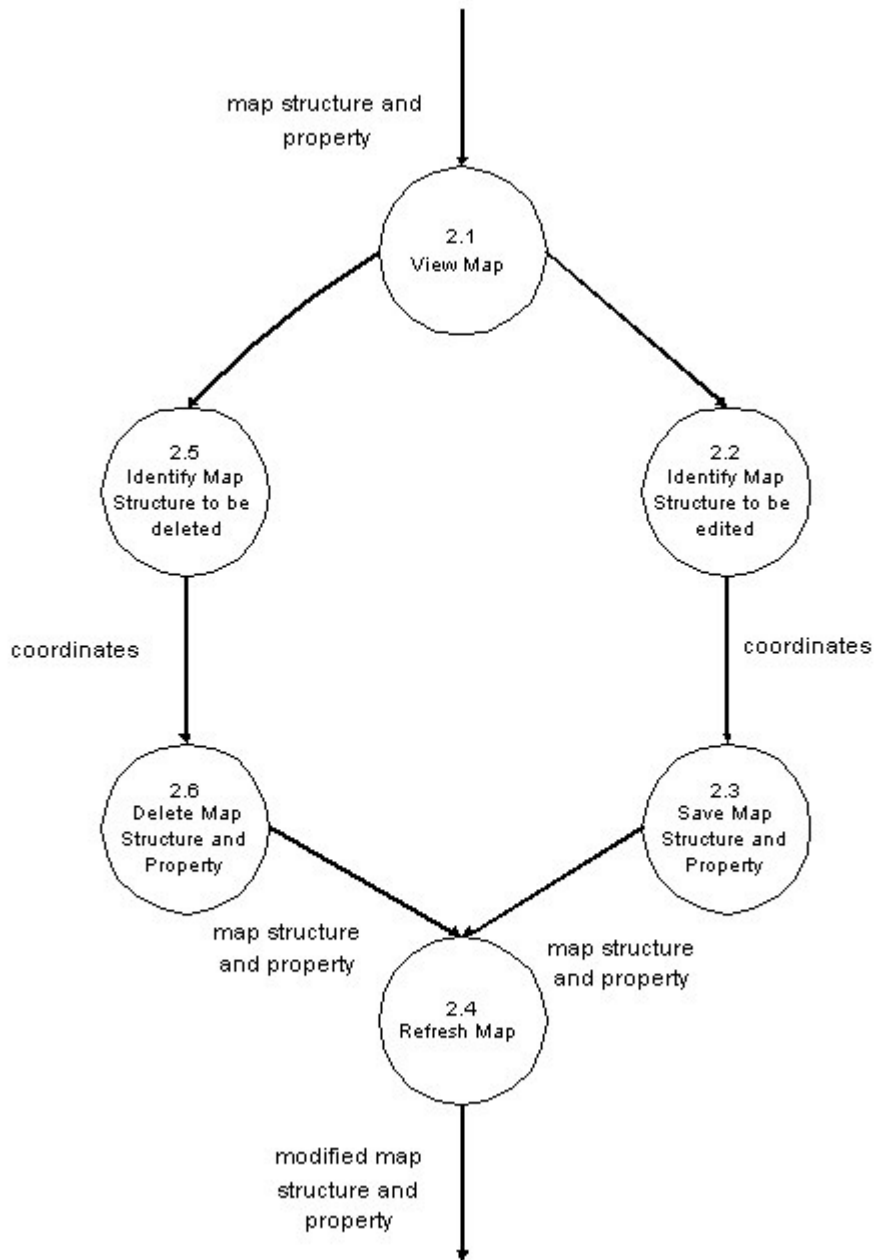 map structure and
property
2.1
View Map
2.5
Identify Map
Structure to be
deleted
2.2
Identify Map
Structure to be
edited
coordinates
coordinates
2.6
Delete Map
Structure and
Property
2.3
Save Map
Structure and
Property
map structure
and property
map structure
and property
2.4
Refresh Map
modified map
structure and
property